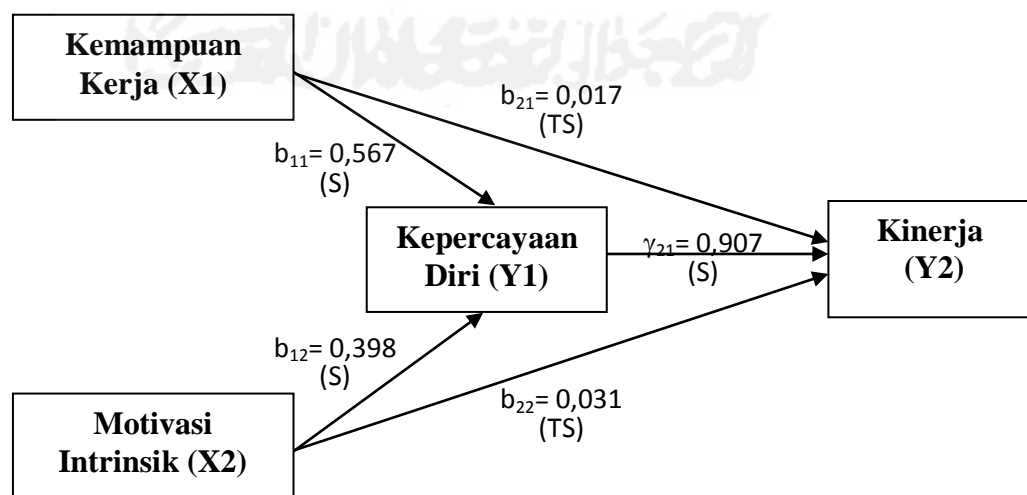 Kemampuan
Kerja (X1)
b₂₁= 0,017
(TS)
b₁₁= 0,567
(S)
Kepercayaan
Diri (Y1)
γ₂₁= 0,907
(S)
Kinerja
(Y2)
b₁₂= 0,398
(S)
b₂₂= 0,031
(TS)
Motivasi
Intrinsik (X2)